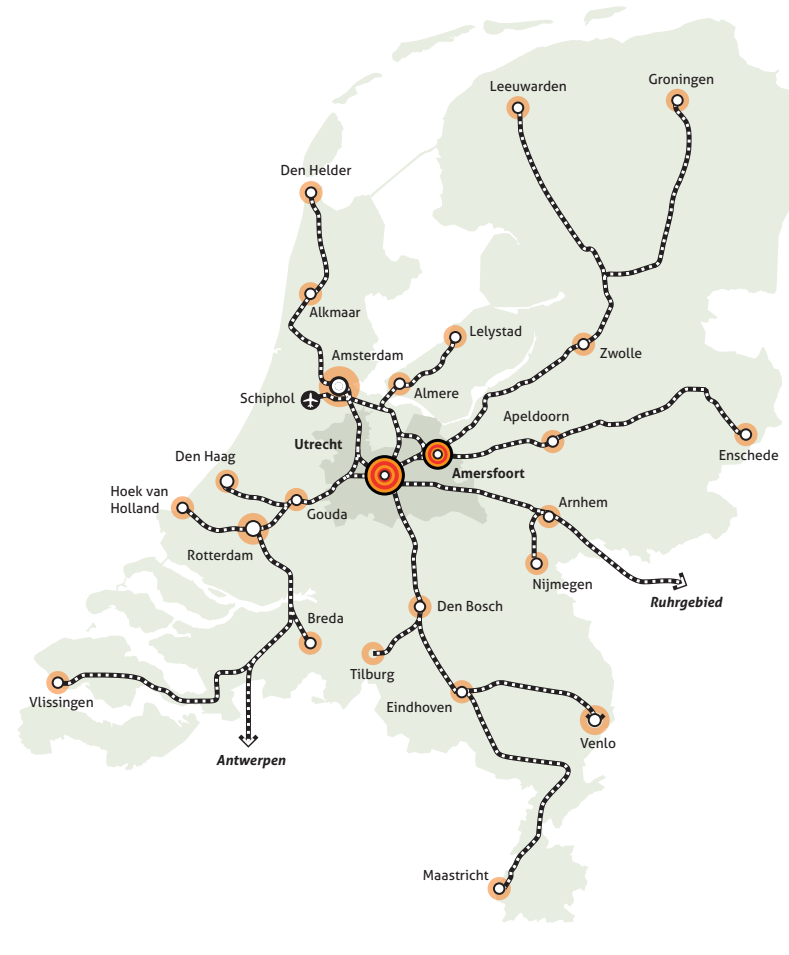 Leeuwarden
Groningen
Den Helder
Alkmaar
Lelystad
Amsterdam
Zwolle
Schiphol
Almere
Apeldoorn
Utrecht
Enschede
Den Haag
Amersfoort
Hoek van
Holland
Gouda
Arnhem
Rotterdam
Nijmegen
Ruhrgebied
Den Bosch
Breda
Tilburg
Vlissingen
Eindhoven
Venlo
Antwerpen
Maastricht